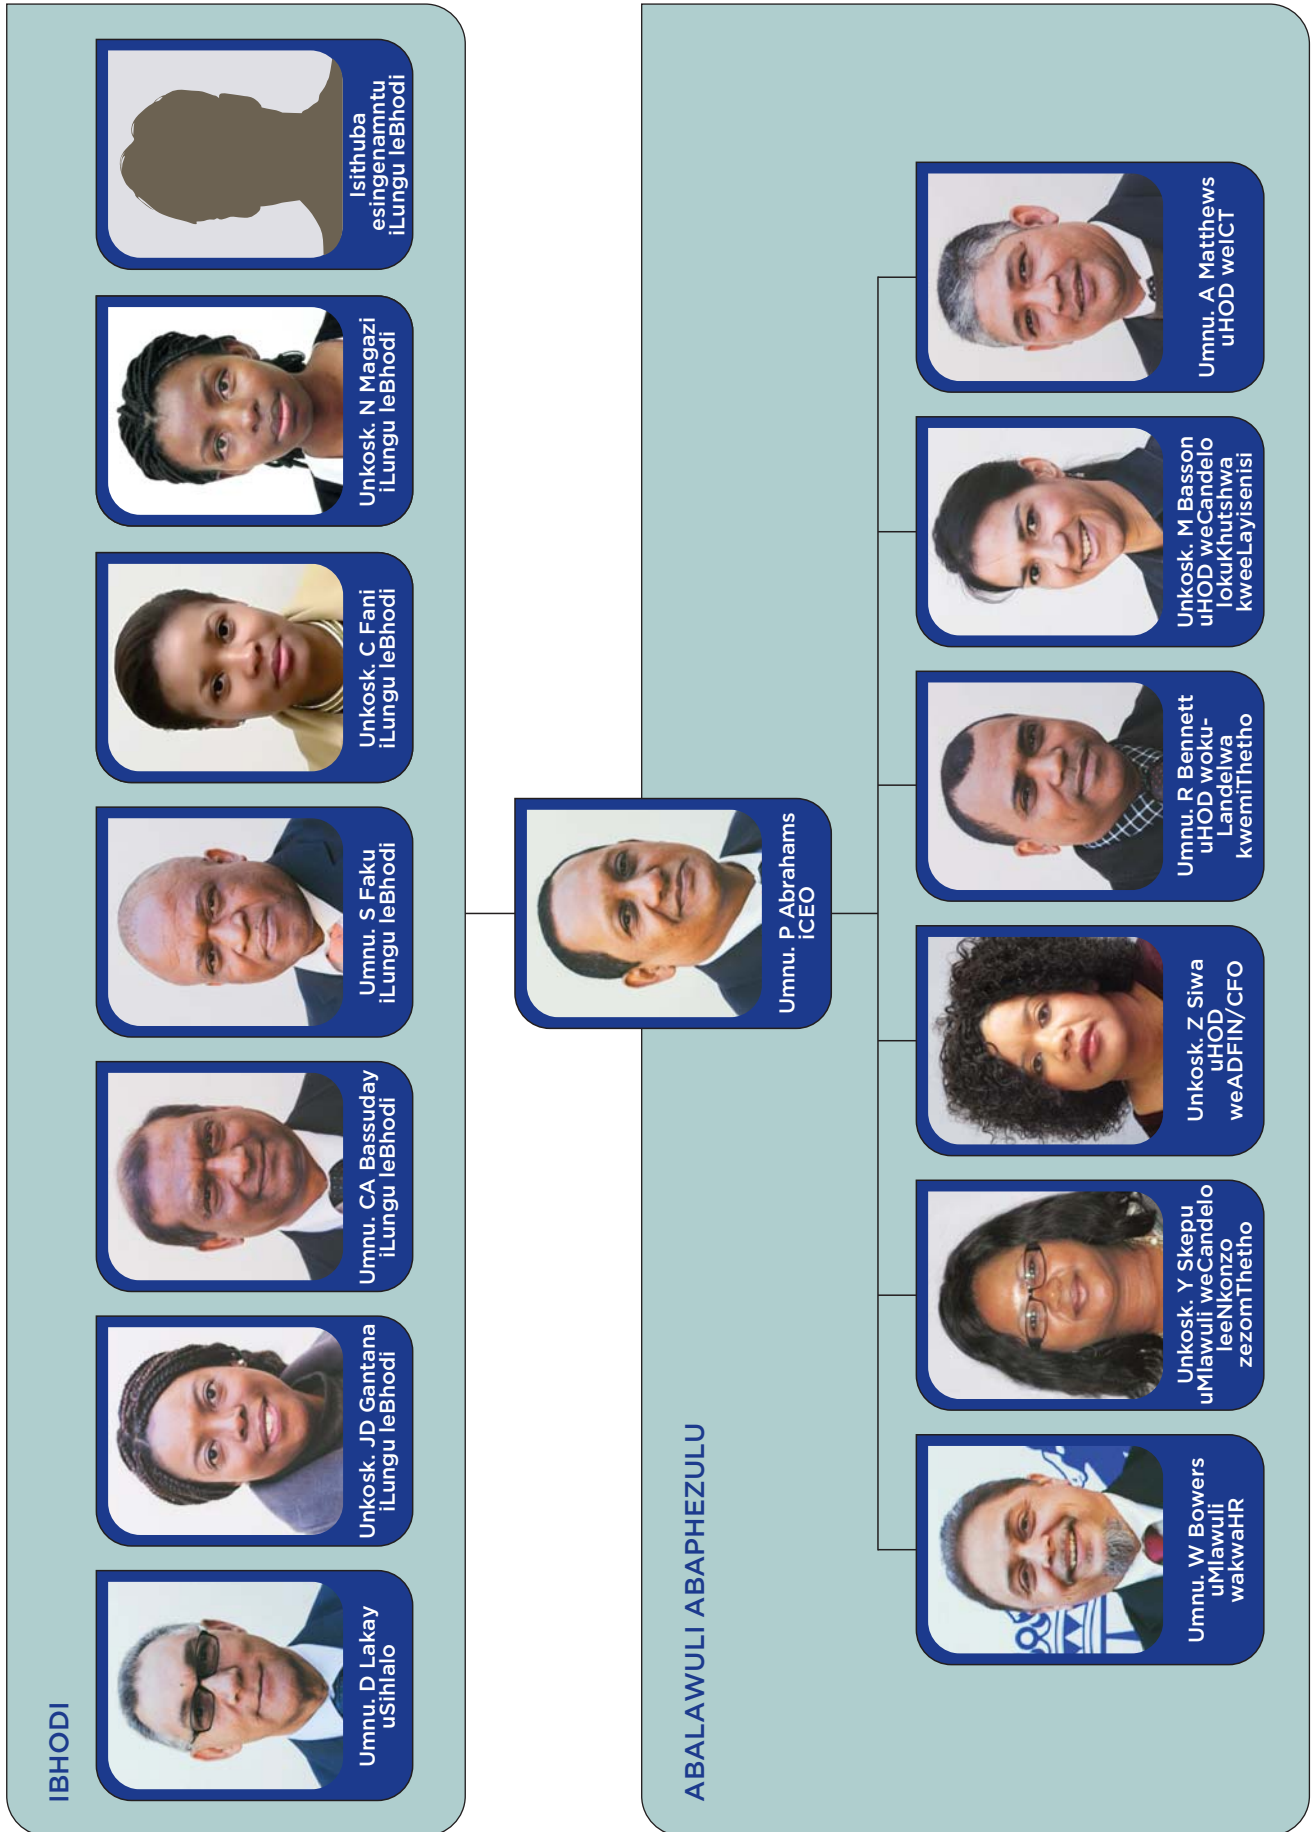 IBHODI
Umnu. D Lakay
uSihlalo
Unkosk. JD Gantana
iLungu leBhodi
Umnu. CA Bassuday
iLungu leBhodi
Umnu. S Faku
iLungu leBhodi
Unkosk. C Fani
iLungu leBhodi
Unkosk. N Magazi
iLungu leBhodi
Isithuba
esingenamntu
iLungu leBhodi
Umnu. P Abrahams
iCEO
ABALAWULI ABAPHEZULU
Umnu. W Bowers
uMlawuli
wakwaHR
Unkosk. Y Skepu
uMlawuli weCandelo
leeNkonzo
zezomThetho
Unkosk. Z Siwa
uHOD
weADFIN/CFO
Umnu. R Bennett
uHOD woku-
Landelwa
kwemiThetho
Unkosk. M Basson
uHOD weCandelo
lokuKhutshwa
kweeLayisenisi
Umnu. A Matthews
uHOD weICT